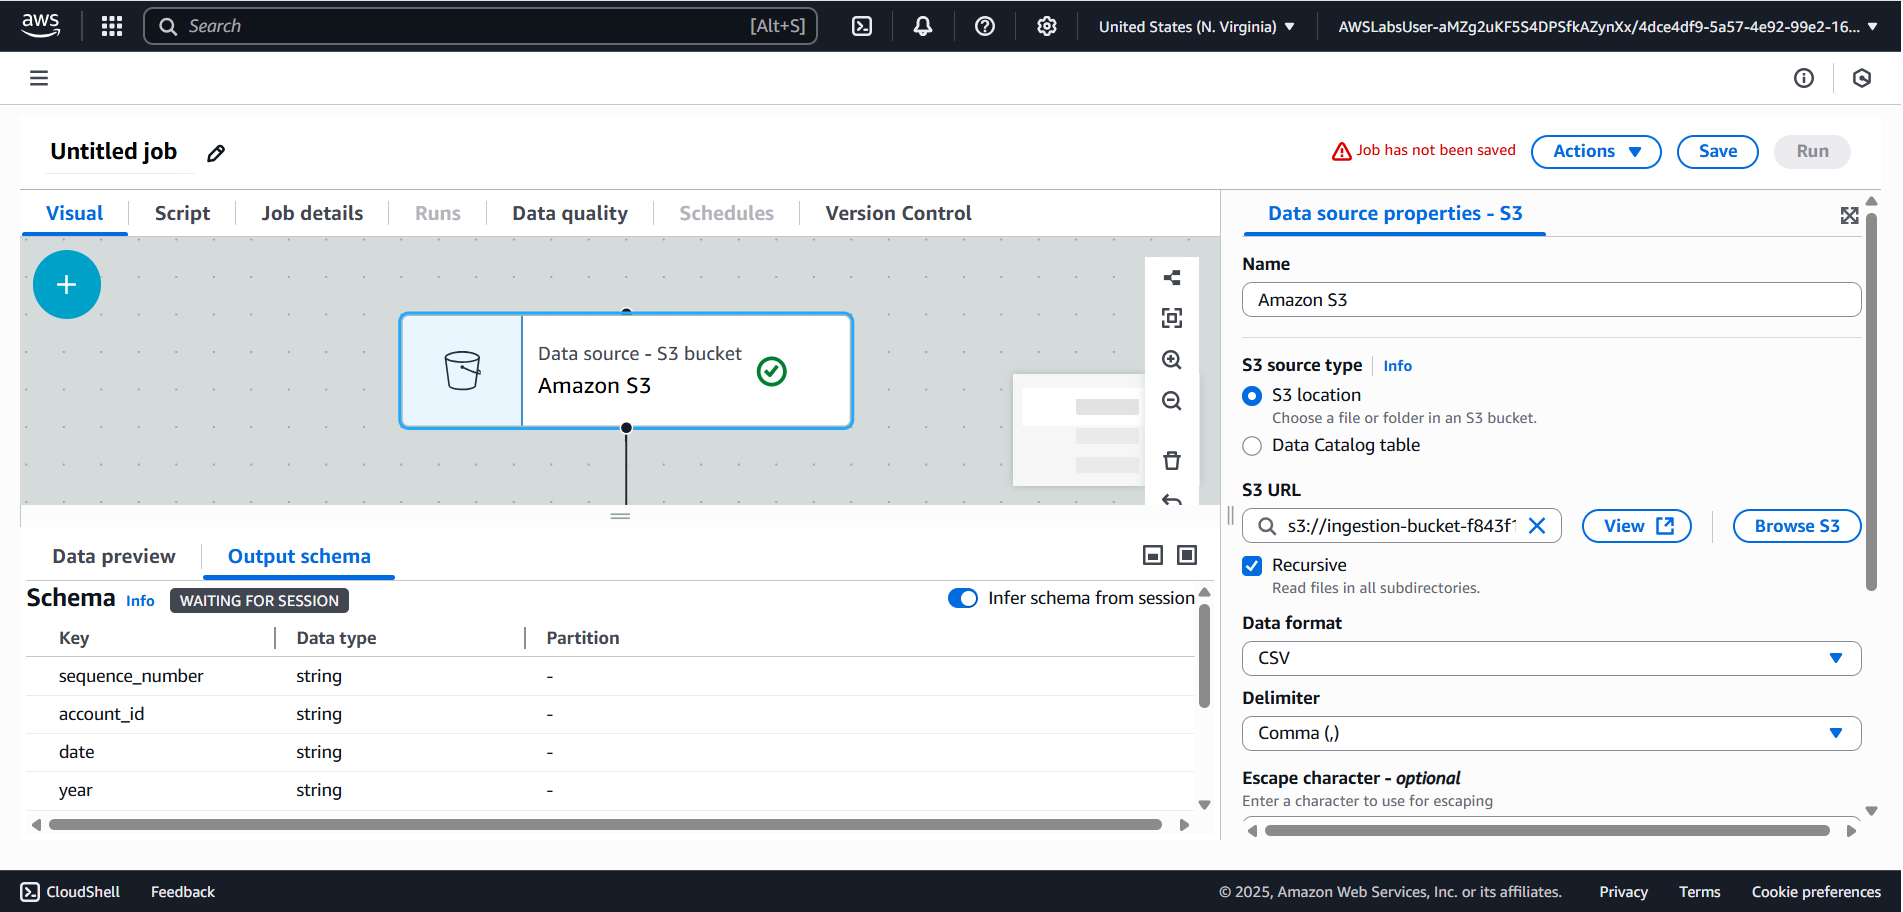 aws
Search [Alt+S]
United States (N. Virginia)
AWSLabsUser-aMZg2uKF5S4DPSfkAZynXx/4dce4df9-5a57-4e92-99e2-16...
Untitled job
Job has not been saved
Actions
Save
Run
Visual
Script
Job details
Runs
Data quality
Schedules
Version Control
Data source - S3 bucket
Amazon S3
Data preview
Output schema
Schema Info WAITING FOR SESSION
Infer schema from session
Key Data type Partition
sequence_number string -
account_id string -
date string -
year string -
Data source properties - S3
Name
Amazon S3
S3 source type Info
S3 location
Choose a file or folder in an S3 bucket.
Data Catalog table
S3 URL
s3://ingestion-bucket-f843f1
View
Browse S3
Recursive
Read files in all subdirectories.
Data format
CSV
Delimiter
Comma (,)
Escape character - optional
Enter a character to use for escaping
CloudShell
Feedback
© 2025, Amazon Web Services, Inc. or its affiliates.
Privacy
Terms
Cookie preferences